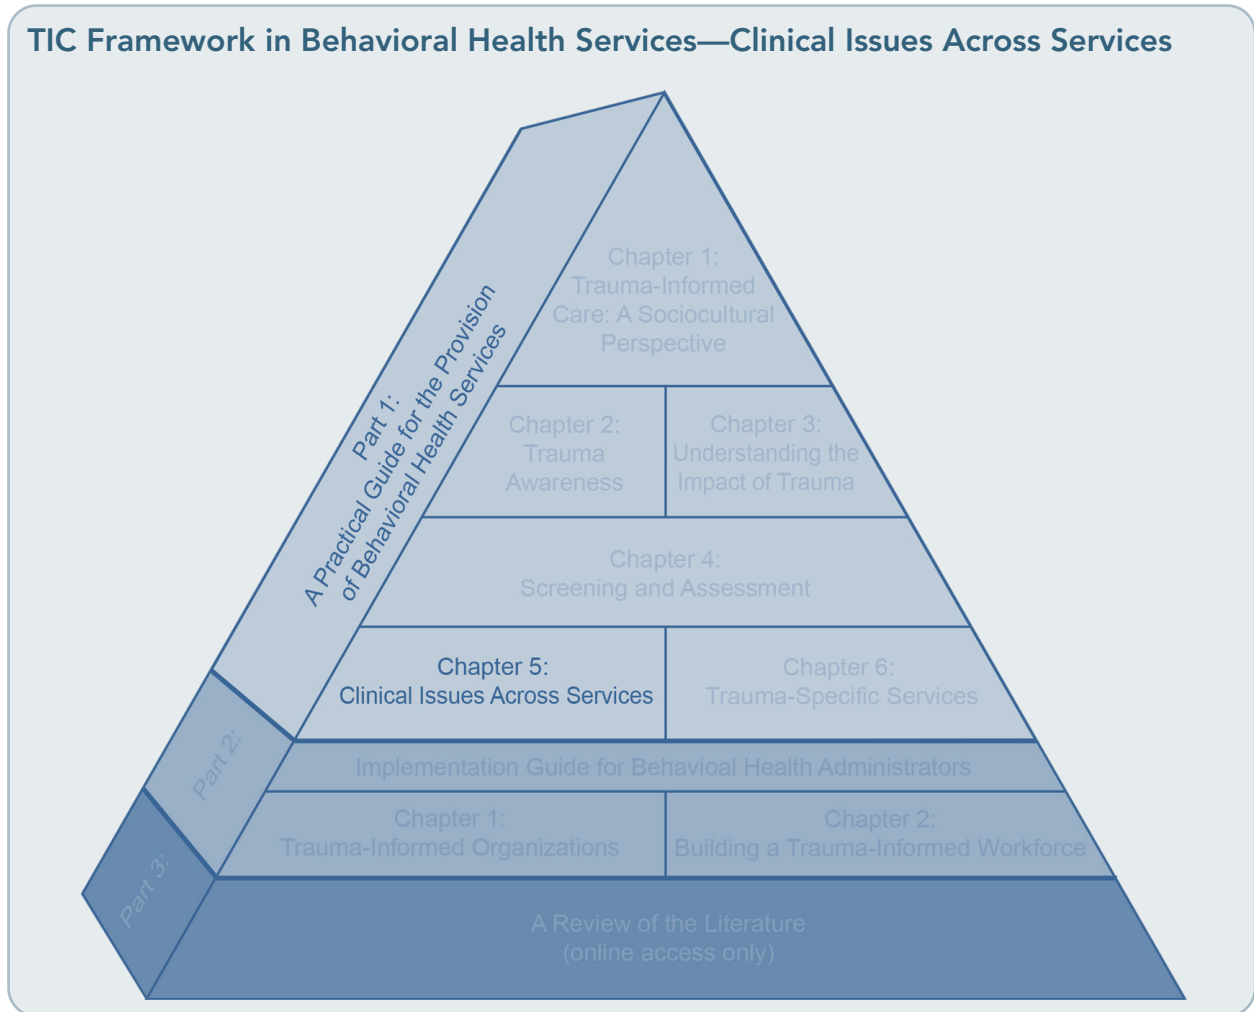 TIC Framework in Behavioral Health Services—Clinical Issues Across Services
Part 1:
A Practical Guide for the Provision
of Behavioral Health Services
Chapter 1:
Trauma-Informed
Care: A Sociocultural
Perspective
Chapter 2:
Trauma
Awareness
Chapter 3:
Understanding the
Impact of Trauma
Chapter 4:
Screening and Assessment
Chapter 5:
Clinical Issues Across Services
Chapter 6:
Trauma-Specific Services
Part 2:
Implementation Guide for Behavioal Health Administrators
Chapter 1:
Trauma-Informed Organizations
Chapter 2:
Building a Trauma-Informed Workforce
Part 3:
A Review of the Literature
(online access only)